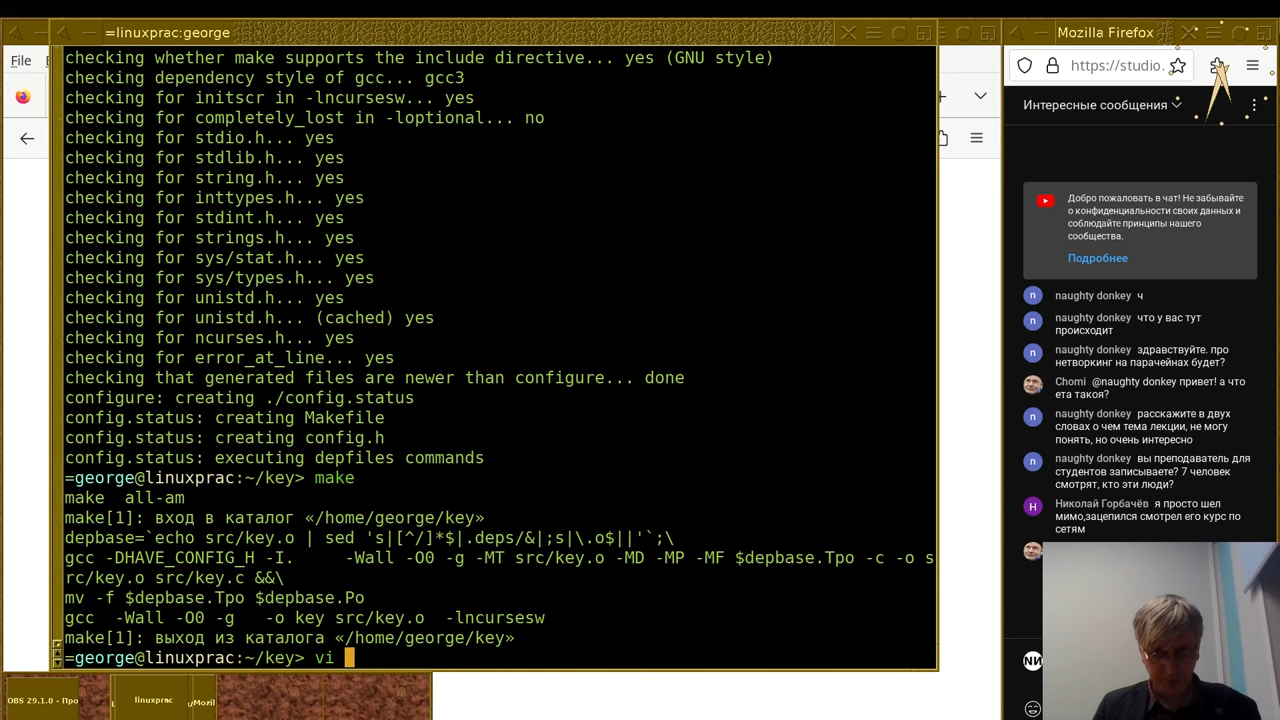 =linuxprac:george
Mozilla Firefox
File
https://studio.
Интересные сообщения
checking whether make supports the include directive... yes (GNU style)
checking dependency style of gcc... gcc3
checking for initscr in -lncursesw... yes
checking for completely_lost in -loptional... no
checking for stdio.h... yes
checking for stdlib.h... yes
checking for string.h... yes
checking for inttypes.h... yes
checking for stdint.h... yes
checking for strings.h... yes
checking for sys/stat.h... yes
checking for sys/types.h... yes
checking for unistd.h... yes
checking for unistd.h... (cached) yes
checking for ncurses.h... yes
checking for error_at_line... yes
checking that generated files are newer than configure... done
configure: creating ./config.status
config.status: creating Makefile
config.status: creating config.h
config.status: executing depfiles commands
=george@linuxprac:~/key> make
make  all-am
make[1]: вход в каталог «/home/george/key»
depbase=`echo src/key.o | sed 's|[^/]*$|.deps/&|;s|\.o$||'`;\
gcc -DHAVE_CONFIG_H -I.     -Wall -O0 -g -MT src/key.o -MD -MP -MF $depbase.Tpo -c -o s
rc/key.o src/key.c &&\
mv -f $depbase.Tpo $depbase.Po
gcc  -Wall -O0 -g   -o key src/key.o  -lncursesw
make[1]: выход из каталога «/home/george/key»
=george@linuxprac:~/key> vi
Добро пожаловать в чат! Не забывайте
о конфиденциальности своих данных и
соблюдайте принципы нашего
сообщества.
Подробнее
naughty donkey ч
naughty donkey что у вас тут
происходит
naughty donkey здравствуйте. про
нетворкинг на парачейнах будет?
Chomi @naughty donkey привет! а что
ета такоя?
naughty donkey расскажите в двух
словах о чем тема лекции, не могу
понять, но очень интересно
naughty donkey вы преподаватель для
студентов записываете? 7 человек
смотрят, кто эти люди?
Николай Горбачёв я просто шел
мимо,зацепился смотрел его курс по
сетям
DBS 29.1.0 - Про
linuxprac